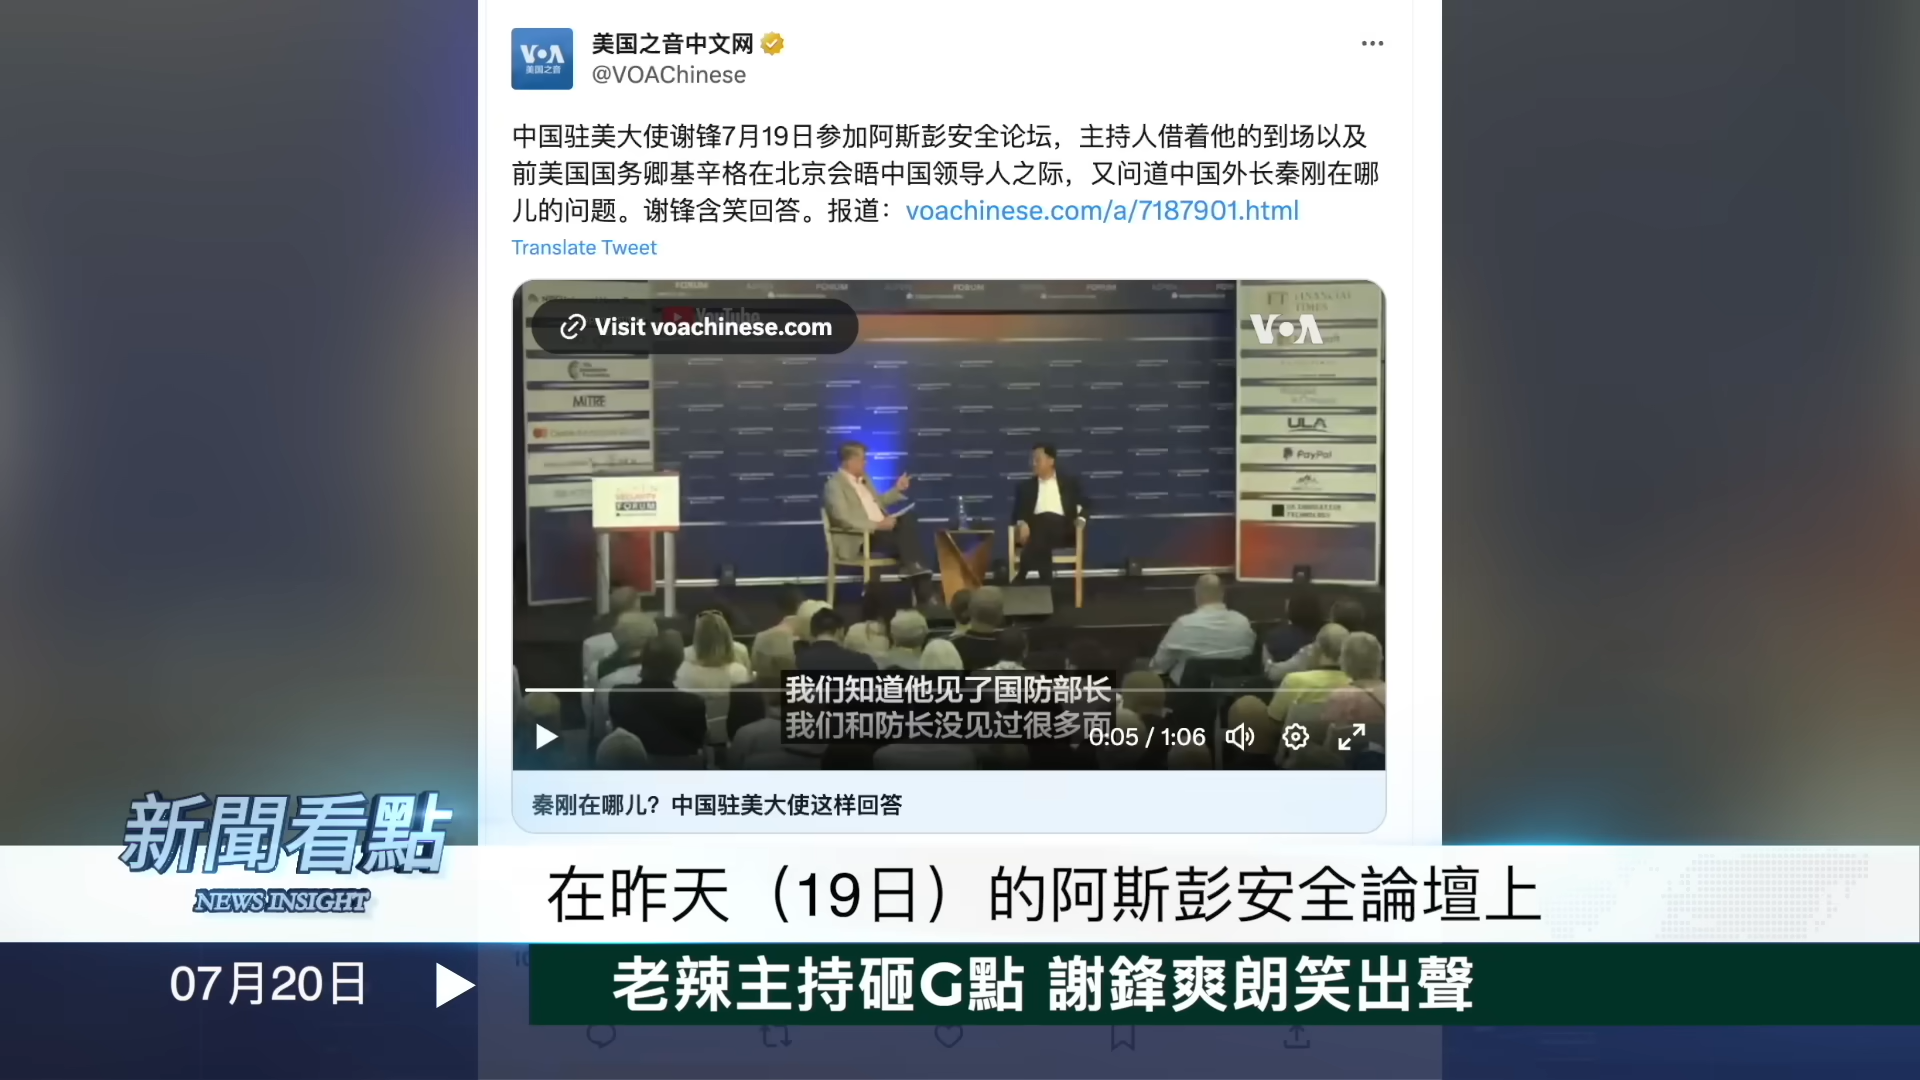 VOA
美国之音
美国之音中文网
@VOAChinese
中国驻美大使谢锋7月19日参加阿斯彭安全论坛，主持人借着他的到场以及
前美国国务卿基辛格在北京会晤中国领导人之际，又问道中国外长秦刚在哪
儿的问题。谢锋含笑回答。报道：voachinese.com/a/7187901.html
Translate Tweet
Visit voachinese.com
VOA
MITRE
ULA
PayPal
SECURITY
FORUM
我们知道他见了国防部长
我们和防长没见过很多面
0:05 / 1:06
秦刚在哪儿？中国驻美大使这样回答
新聞看點
NEWS INSIGHT
在昨天（19日）的阿斯彭安全論壇上
07月20日
老辣主持砸G點 謝鋒爽朗笑出聲